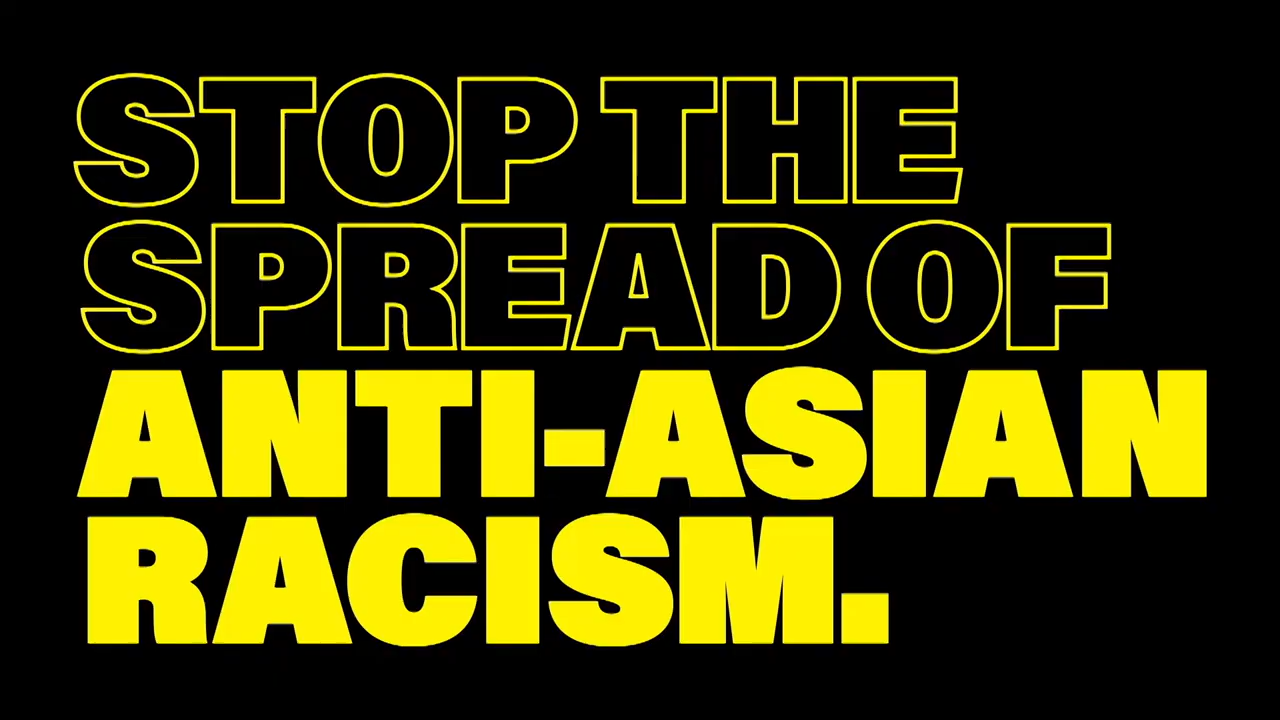 STOP THE
SPREAD OF
ANTI-ASIAN
RACISM.